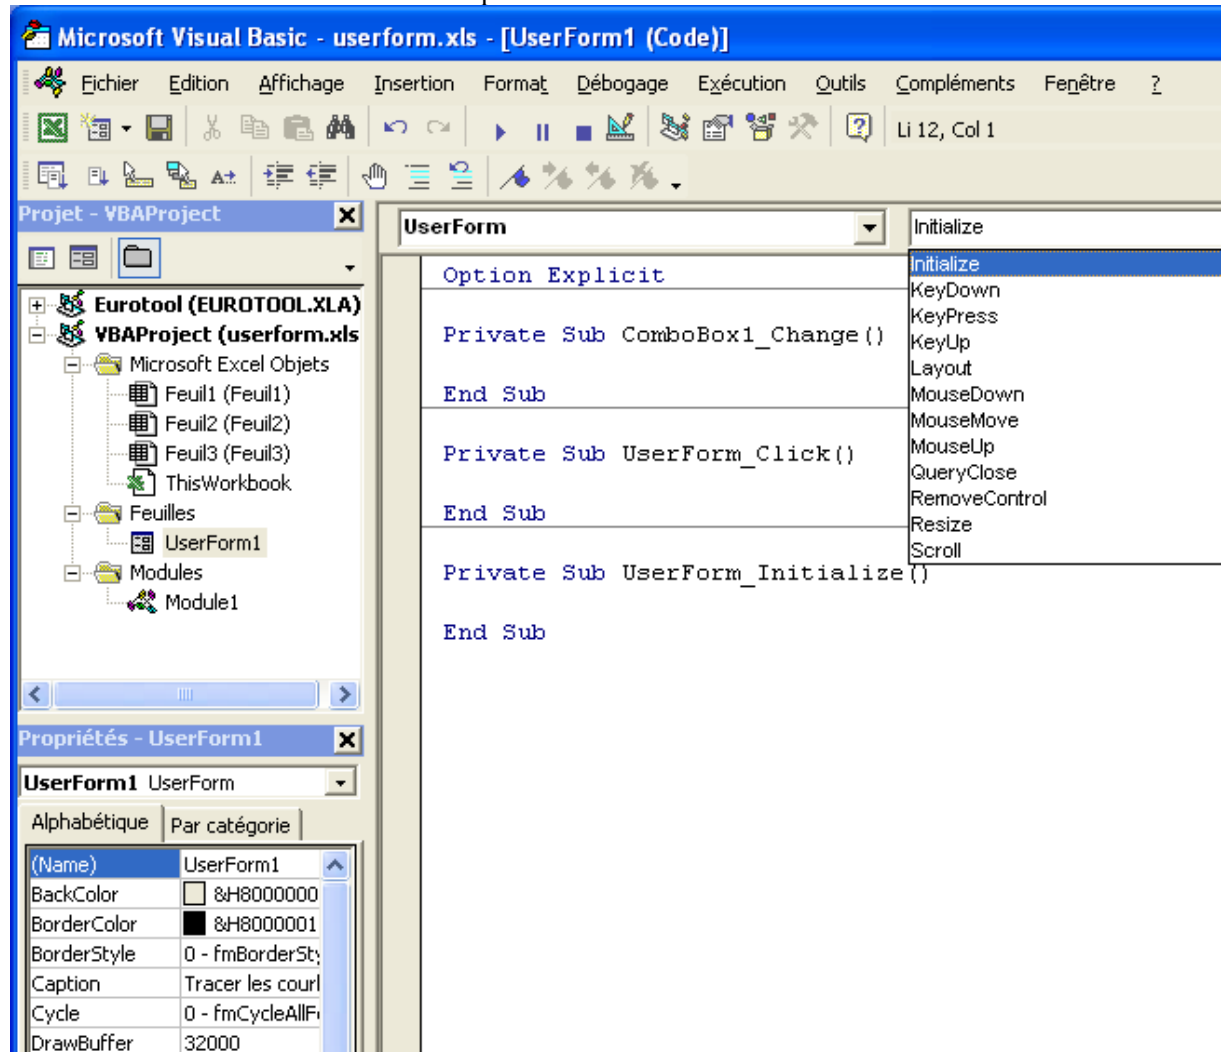 Microsoft Visual Basic - userform.xls - [UserForm1 (Code)]
Fichier Edition Affichage Insertion Format Débogage Exécution Outils Compléments Fenêtre ?
Li 12, Col 1
Projet - VBAProject
UserForm
Initialize
Eurotool (EUROTOOL.XLA)
VBAProject (userform.xls
Microsoft Excel Objets
Feuil1 (Feuil1)
Feuil2 (Feuil2)
Feuil3 (Feuil3)
ThisWorkbook
Feuilles
UserForm1
Modules
Module1
Option Explicit
Private Sub ComboBox1_Change()
End Sub
Private Sub UserForm_Click()
End Sub
Private Sub UserForm_Initialize()
End Sub
Initialize
KeyDown
KeyPress
KeyUp
Layout
MouseDown
MouseMove
MouseUp
QueryClose
RemoveControl
Resize
Scroll
Propriétés - UserForm1
UserForm1 UserForm
Alphabétique Par catégorie
(Name) UserForm1
BackColor &H8000000
BorderColor &H8000001
BorderStyle 0 - fmBorderSty
Caption Tracer les cour
Cycle 0 - fmCycleAllF
DrawBuffer 32000